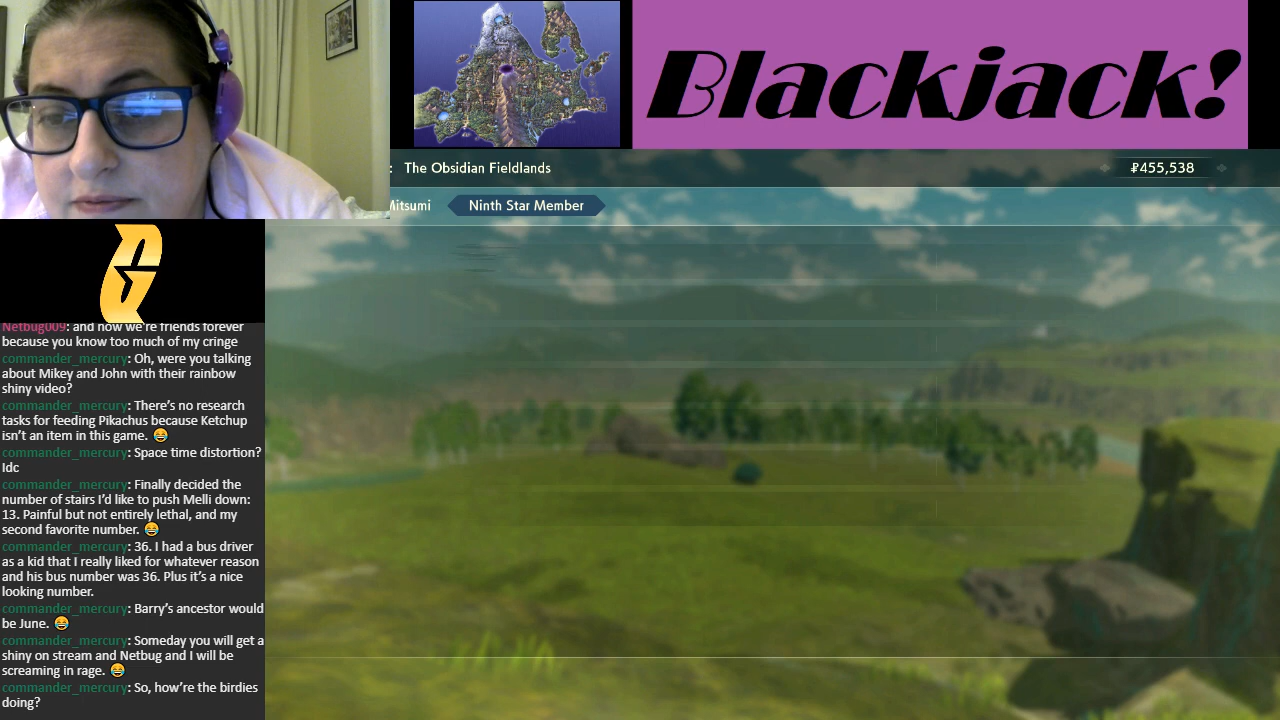 Blackjack!
: The Obsidian Fieldlands
₽455,538
Mitsumi
Ninth Star Member
Netbug009: and now we're friends forever
because you know too much of my cringe
commander_mercury: Oh, were you talking
about Mikey and John with their rainbow
shiny video?
commander_mercury: There's no research
tasks for feeding Pikachus because Ketchup
isn't an item in this game. 😂
commander_mercury: Space time distortion?
Idc
commander_mercury: Finally decided the
number of stairs I'd like to push Melli down:
13. Painful but not entirely lethal, and my
second favorite number. 😂
commander_mercury: 36. I had a bus driver
as a kid that I really liked for whatever reason
and his bus number was 36. Plus it's a nice
looking number.
commander_mercury: Barry's ancestor would
be June. 😂
commander_mercury: Someday you will get a
shiny on stream and Netbug and I will be
screaming in rage. 😂
commander_mercury: So, how're the birdies
doing?